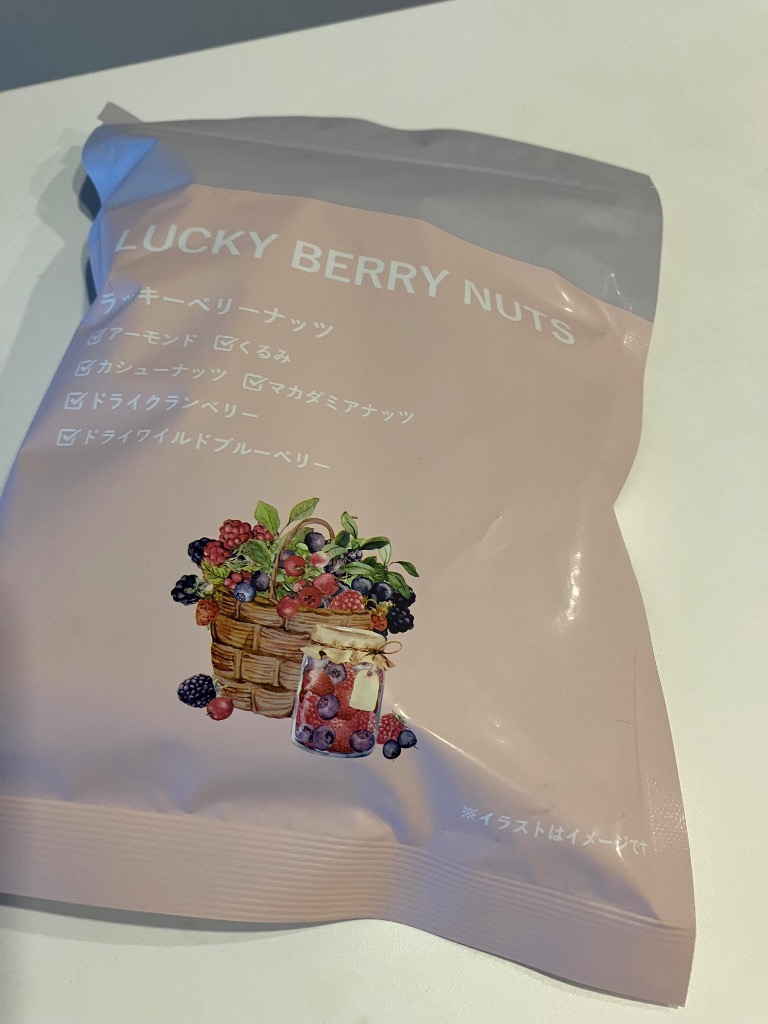 LUCKY BERRY NUTS
ラッキーベリーナッツ
☑アーモンド ☑くるみ
☑カシューナッツ ☑マカダミアナッツ
☑ドライクランベリー
☑ドライワイルドブルーベリー
※イラストはイメージです